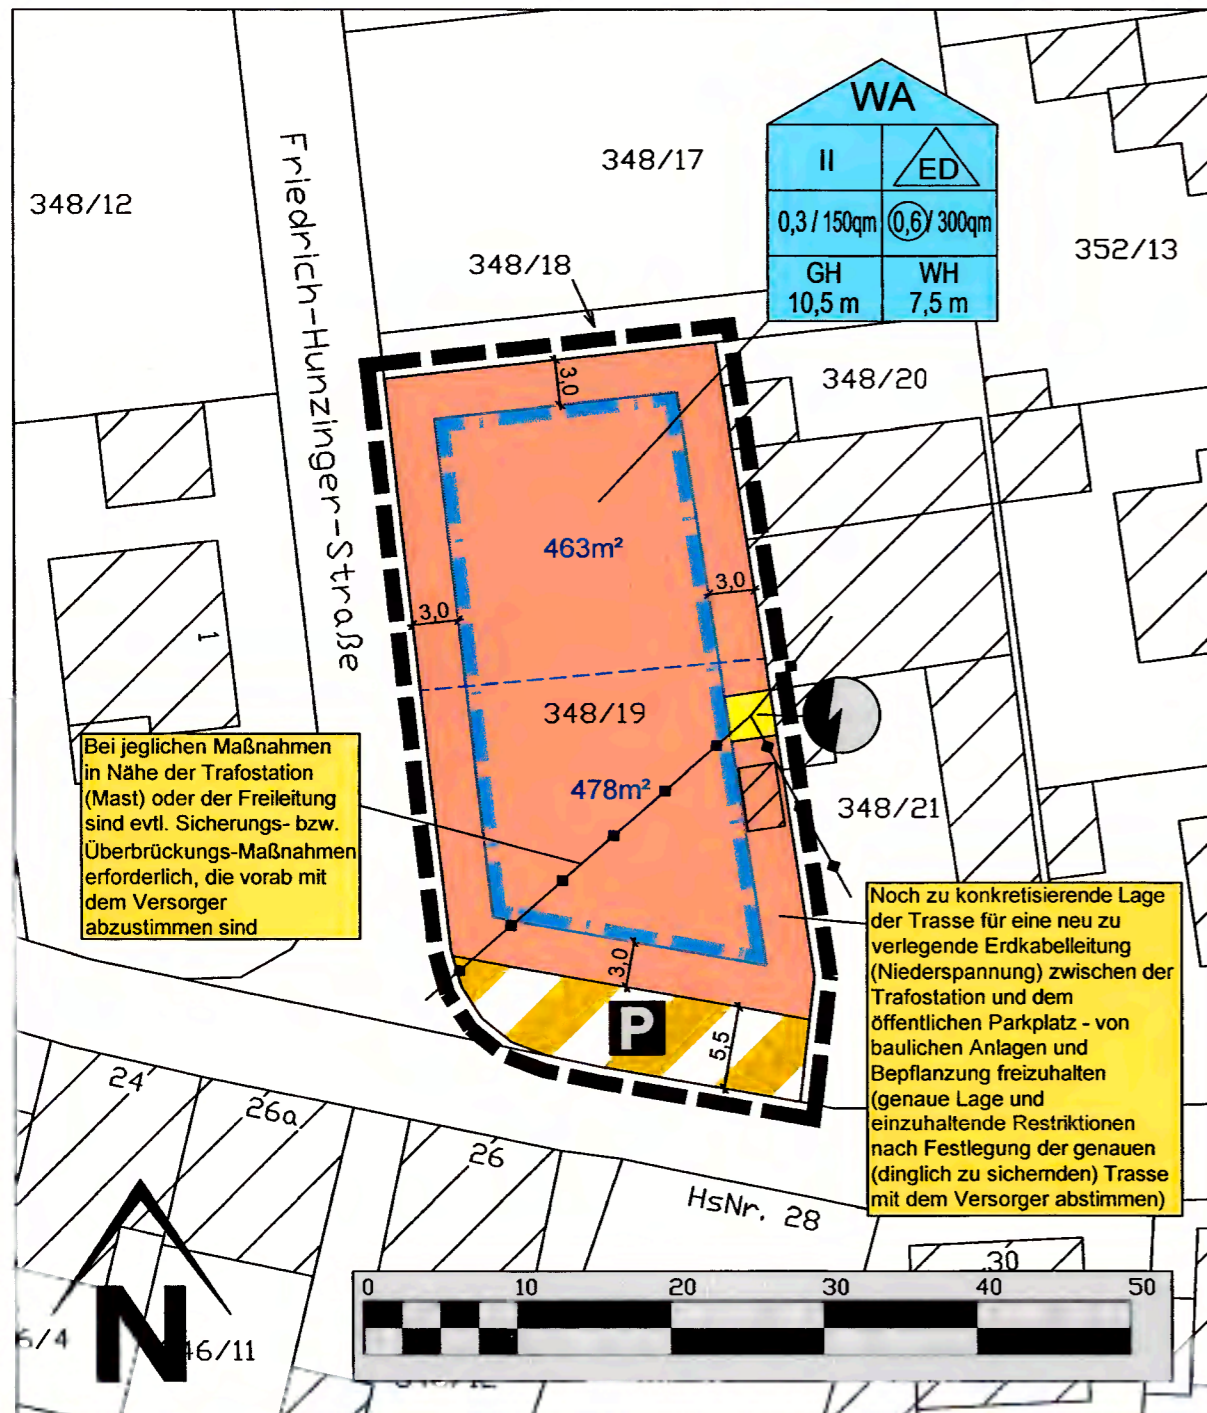 WA
II
ED
0,3 / 150qm
0,6 / 300qm
GH
10,5 m
WH
7,5 m
348/12
348/17
348/18
352/13
348/20
Friedrich-Hunzinger-Straße
3,0
463m²
3,0
3,0
1
348/19
478m²
348/21
Bei jeglichen Maßnahmen
in Nähe der Trafostation
(Mast) oder der Freileitung
sind evtl. Sicherungs- bzw.
Überbrückungs-Maßnahmen
erforderlich, die vorab mit
dem Versorger
abzustimmen sind
Noch zu konkretisierende Lage
der Trasse für eine neu zu
verlegende Erdkabelleitung
(Niederspannung) zwischen der
Trafostation und dem
öffentlichen Parkplatz - von
baulichen Anlagen und
Bepflanzung freizuhalten
(genaue Lage und
einzuhaltende Restriktionen
nach Festlegung der genauen
(dinglich zu sichernden) Trasse
mit dem Versorger abstimmen)
3,0
P
5,5
24
26a
26
HsNr. 28
30
N
6/4
46/11
0 10 20 30 40 50